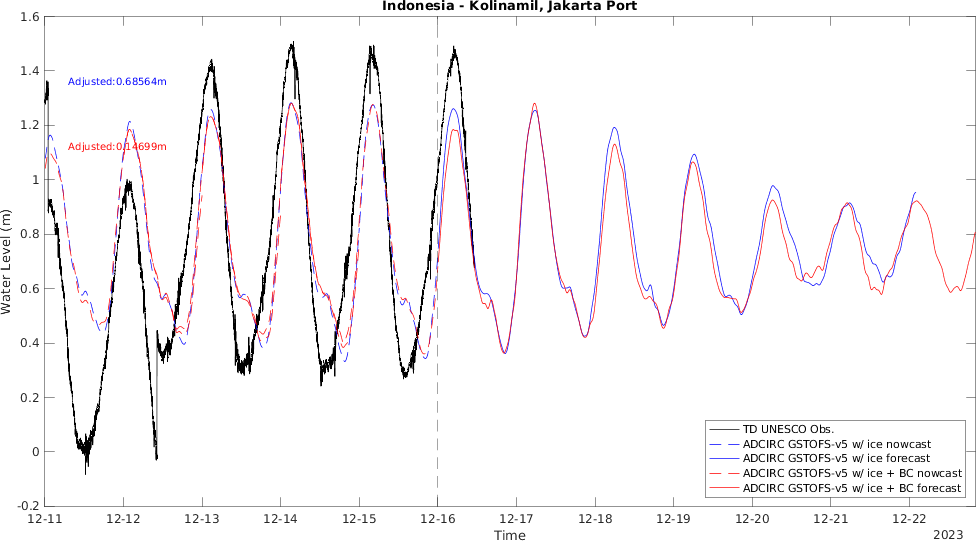 Indonesia - Kolinamil, Jakarta Port
1.6
1.4
1.2
1
0.8
0.6
0.4
0.2
0
-0.2
Water Level (m)
Adjusted:0.68564m
Adjusted:0.14699m
TD UNESCO Obs.
ADCIRC GSTOFS-v5 w/ ice nowcast
ADCIRC GSTOFS-v5 w/ ice forecast
ADCIRC GSTOFS-v5 w/ ice + BC nowcast
ADCIRC GSTOFS-v5 w/ ice + BC forecast
12-11 12-12 12-13 12-14 12-15 12-16 12-17 12-18 12-19 12-20 12-21 12-22
Time
2023